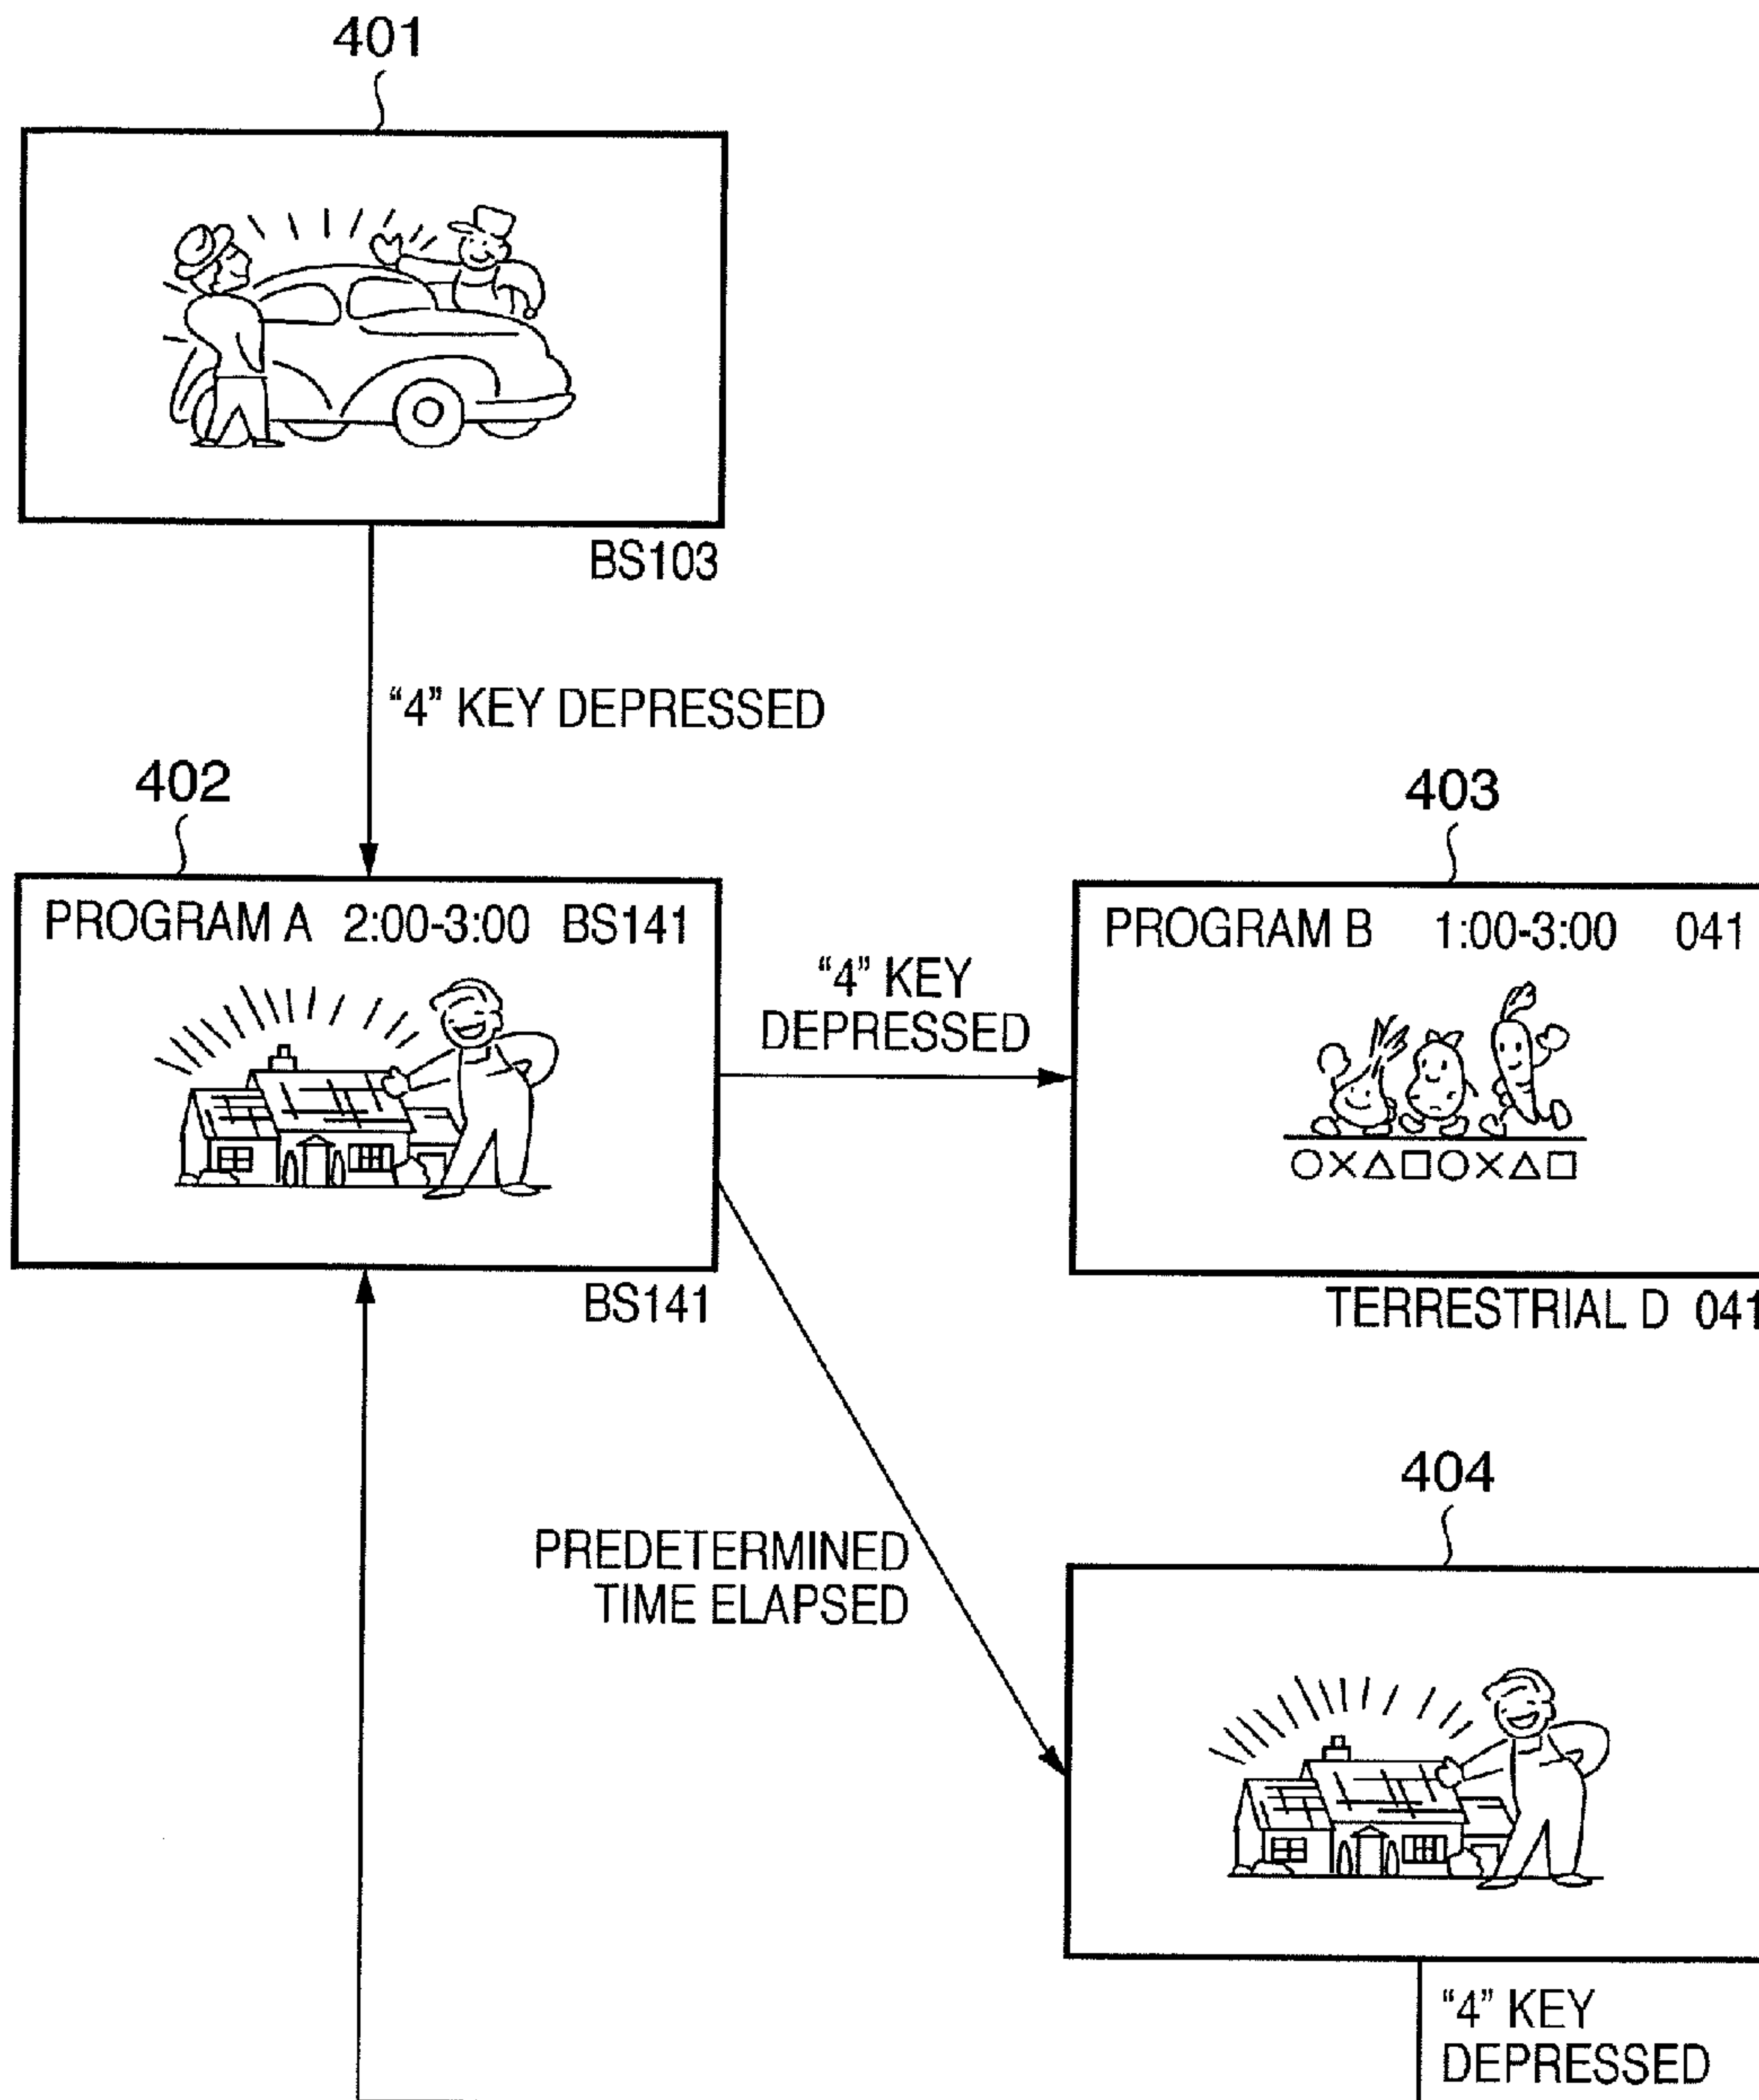 401
BS103
“4” KEY DEPRESSED
402
PROGRAM A 2:00-3:00 BS141
BS141
“4” KEY
DEPRESSED
403
PROGRAM B 1:00-3:00 041
○×△□○×△□
TERRESTRIAL D 041
PREDETERMINED
TIME ELAPSED
404
“4” KEY
DEPRESSED